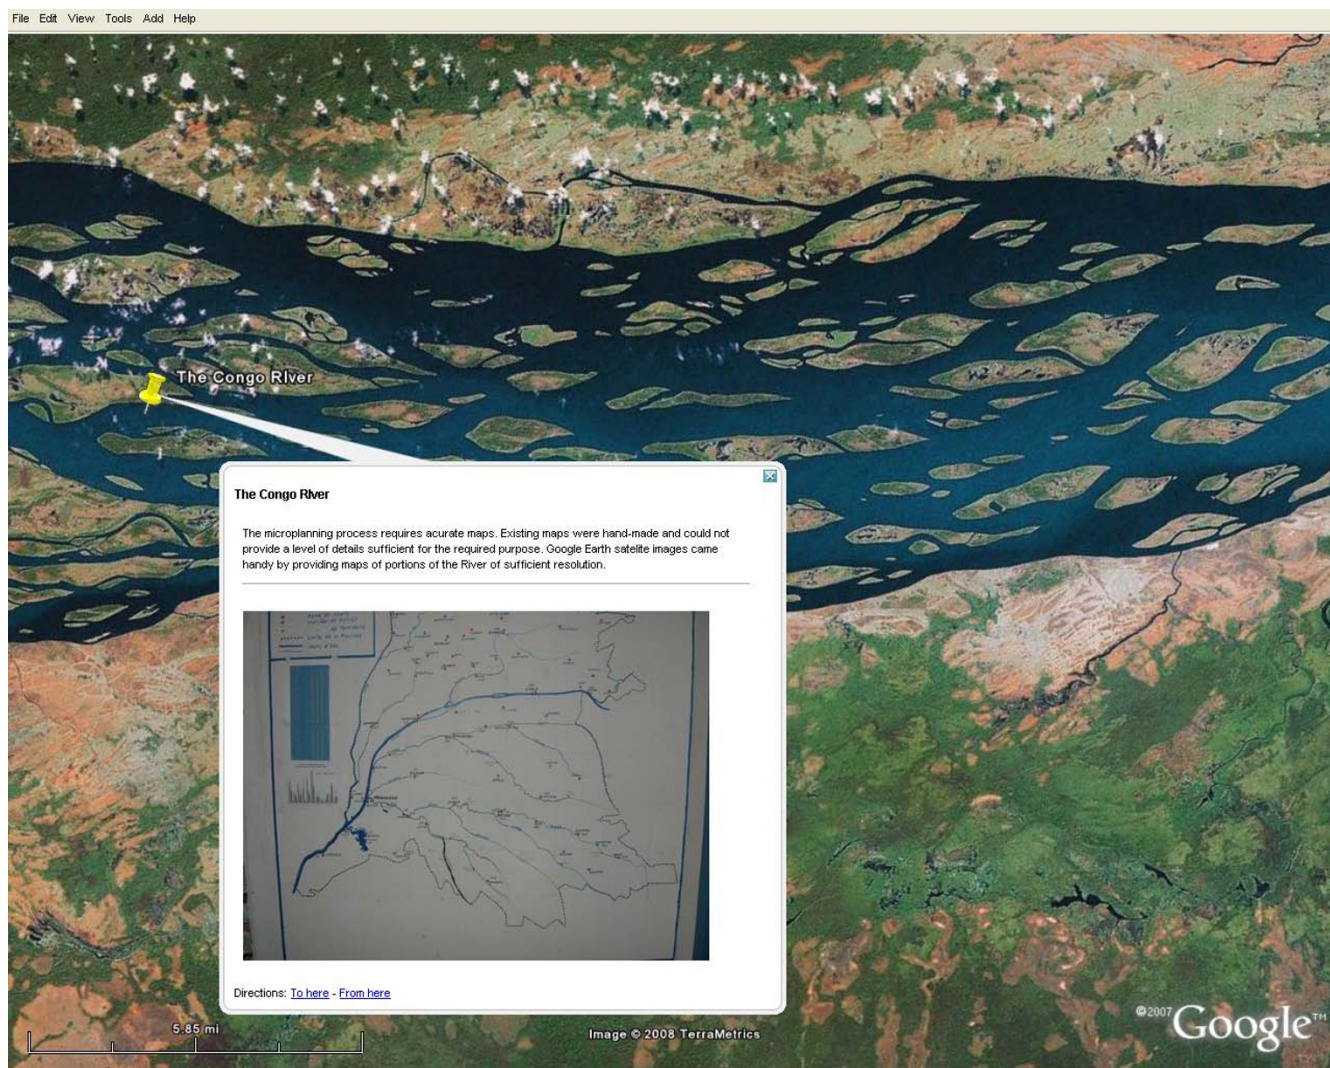 File Edit View Tools Add Help
The Congo River
The Congo River
The microplanning process requires acurate maps. Existing maps were hand-made and could not
provide a level of details sufficient for the required purpose. Google Earth satelite images came
handy by providing maps of portions of the River of sufficient resolution.
Directions: To here - From here
5.85 mi
Image © 2008 TerraMetrics
©2007 Google™